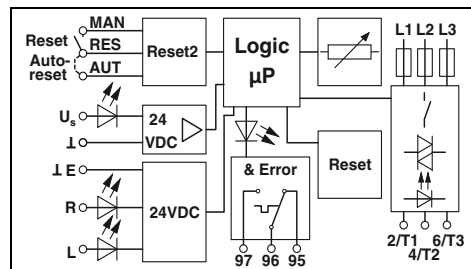 MAN
Reset
RES
Reset2
Auto-
reset
AUT
Logic
µP
L1 L2 L3
Us
24
VDC
⊥
⊥ E
R
24VDC
L
& Error
Reset
97 96 95
2/T1 6/T3
4/T2